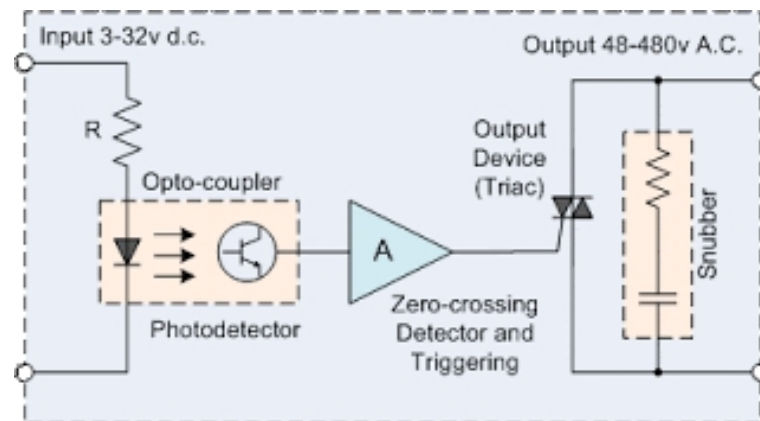 Input 3-32v d.c.
Output 48-480v A.C.
R
Opto-coupler
Output
Device
(Triac)
A
Snubber
Photodetector
Zero-crossing
Detector and
Triggering